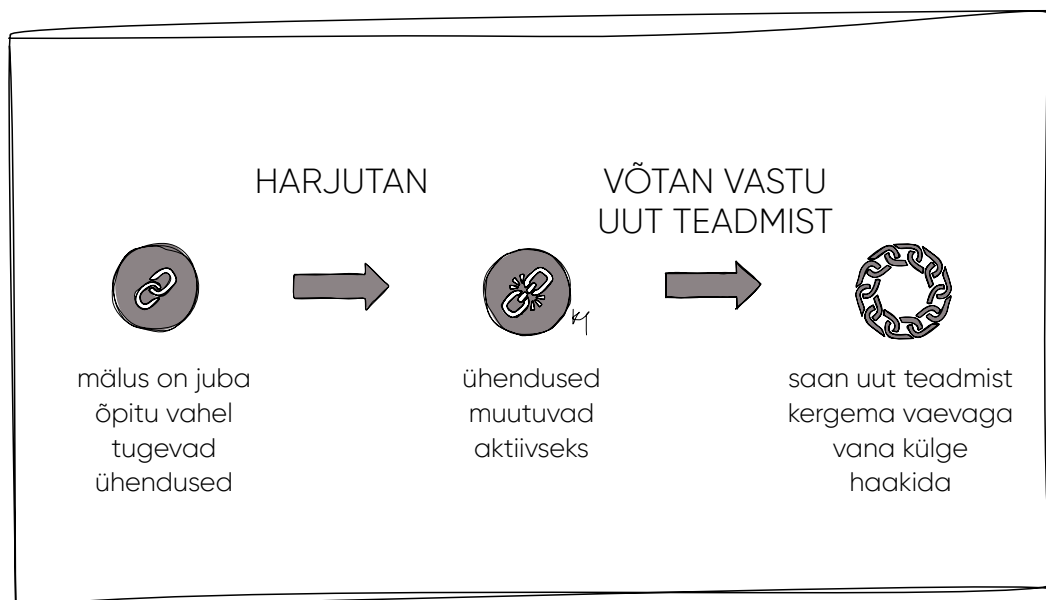 HARJUTAN
VÕTAN VASTU
UUT TEADMIST
mälus on juba
õpitu vahel
tugevad
ühendused
ühendused
muutuvad
aktiivseks
saan uut teadmist
kergema vaevaga
vana külge
haakida